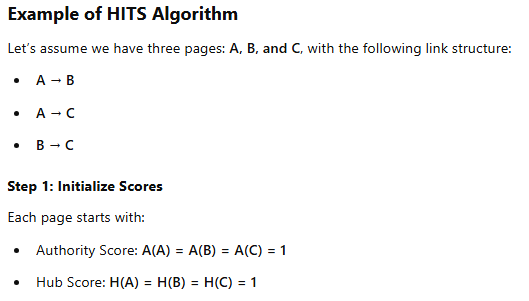 Example of HITS Algorithm
Let's assume we have three pages: A, B, and C, with the following link structure:
• A → B
• A → C
• B → C
Step 1: Initialize Scores
Each page starts with:
• Authority Score: A(A) = A(B) = A(C) = 1
• Hub Score: H(A) = H(B) = H(C) = 1